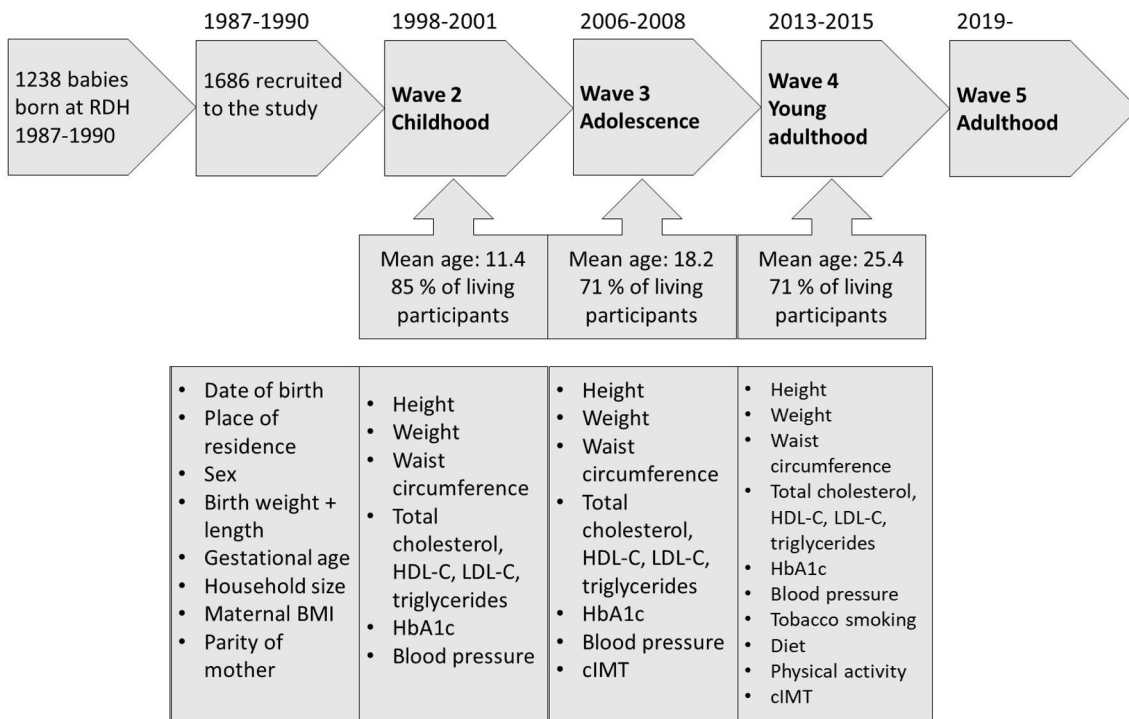 1987-1990
1998-2001
2006-2008
2013-2015
2019-
1238 babies
born at RDH
1987-1990
1686 recruited
to the study
Wave 2
Childhood
Wave 3
Adolescence
Wave 4
Young
adulthood
Wave 5
Adulthood
Mean age: 11.4
85 % of living
participants
Mean age: 18.2
71 % of living
participants
Mean age: 25.4
71 % of living
participants
• Date of birth
• Place of
residence
• Sex
• Birth weight +
length
• Gestational age
• Household size
• Maternal BMI
• Parity of
mother
• Height
• Weight
• Waist
circumference
• Total
cholesterol,
HDL-C, LDL-C,
triglycerides
• HbA1c
• Blood pressure
• Height
• Weight
• Waist
circumference
• Total
cholesterol,
HDL-C, LDL-C,
triglycerides
• HbA1c
• Blood pressure
• cIMT
• Height
• Weight
• Waist
circumference
• Total cholesterol,
HDL-C, LDL-C,
triglycerides
• HbA1c
• Blood pressure
• Tobacco smoking
• Diet
• Physical activity
• cIMT